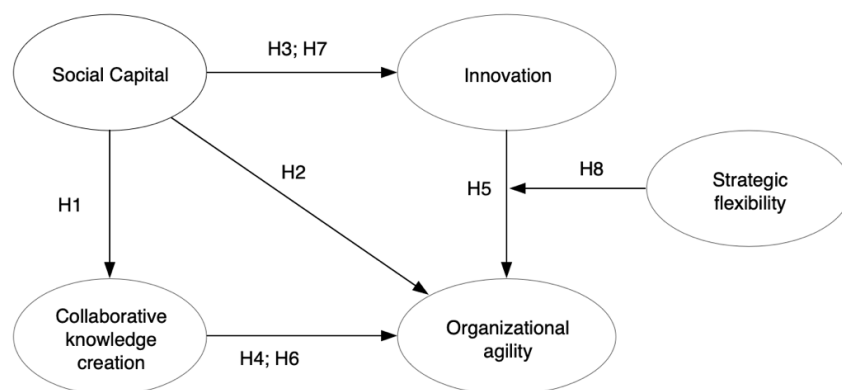 Social Capital
H3; H7
Innovation
H1
H2
H5
H8
Strategic
flexibility
Collaborative
knowledge
creation
H4; H6
Organizational
agility